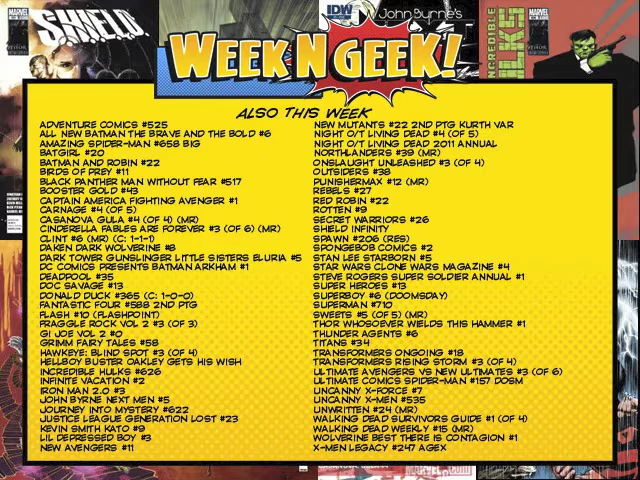 MARVEL
S.H.I.E.L.D.
IDW
John Byrne's
MARVEL
WEEK N GEEK!
ALSO THIS WEEK
ADVENTURE COMICS #525
ALL NEW BATMAN THE BRAVE AND THE BOLD #6
AMAZING SPIDER-MAN #658 BIG
BATGIRL #20
BATMAN AND ROBIN #22
BIRDS OF PREY #11
BLACK PANTHER MAN WITHOUT FEAR #517
BOOSTER GOLD #43
CAPTAIN AMERICA FIGHTING AVENGER #1
CARNAGE #4 (OF 5)
CASANOVA GULA #4 (OF 4) (MR)
CINDERELLA FABLES ARE FOREVER #3 (OF 6) (MR)
CLINT #6 (MR) (C: 1-1-1)
DAKEN DARK WOLVERINE #8
DARK TOWER GUNSLINGER LITTLE SISTERS ELURIA #5
DC COMICS PRESENTS BATMAN ARKHAM #1
DEADPOOL #35
DOC SAVAGE #13
DONALD DUCK #365 (C: 1-0-0)
FANTASTIC FOUR #588 2ND PTG
FLASH #10 (FLASHPOINT)
FRAGGLE ROCK VOL 2 #3 (OF 3)
GI JOE VOL 2 #0
GRIMM FAIRY TALES #58
HAWKEYE: BLIND SPOT #3 (OF 4)
HELLBOY BUSTER OAKLEY GETS HIS WISH
INCREDIBLE HULKS #626
INFINITE VACATION #2
IRON MAN 2.0 #3
JOHN BYRNE NEXT MEN #5
JOURNEY INTO MYSTERY #622
JUSTICE LEAGUE GENERATION LOST #23
KEVIN SMITH KATO #9
LIL DEPRESSED BOY #3
NEW AVENGERS #11
NEW MUTANTS #22 2ND PTG KURTH VAR
NIGHT O/T LIVING DEAD #4 (OF 5)
NIGHT O/T LIVING DEAD 2011 ANNUAL
NORTHLANDERS #39 (MR)
ONSLAUGHT UNLEASHED #3 (OF 4)
OUTSIDERS #38
PUNISHERMAX #12 (MR)
REBELS #27
RED ROBIN #22
ROTTEN #9
SECRET WARRIORS #26
SHIELD INFINITY
SPAWN #206 (RES)
SPONGEBOB COMICS #2
STAN LEE STARBORN #5
STAR WARS CLONE WARS MAGAZINE #4
STEVE ROGERS SUPER SOLDIER ANNUAL #1
SUPER HEROES #13
SUPERBOY #6 (DOOMSDAY)
SUPERMAN #710
SWEETS #5 (OF 5) (MR)
THOR WHOSOEVER WIELDS THIS HAMMER #1
THUNDER AGENTS #6
TITANS #34
TRANSFORMERS ONGOING #18
TRANSFORMERS RISING STORM #3 (OF 4)
ULTIMATE AVENGERS VS NEW ULTIMATES #3 (OF 6)
ULTIMATE COMICS SPIDER-MAN #157 DOSM
UNCANNY X-FORCE #7
UNCANNY X-MEN #535
UNWRITTEN #24 (MR)
WALKING DEAD SURVIVORS GUIDE #1 (OF 4)
WALKING DEAD WEEKLY #15 (MR)
WOLVERINE BEST THERE IS CONTAGION #1
X-MEN LEGACY #247 AGEX